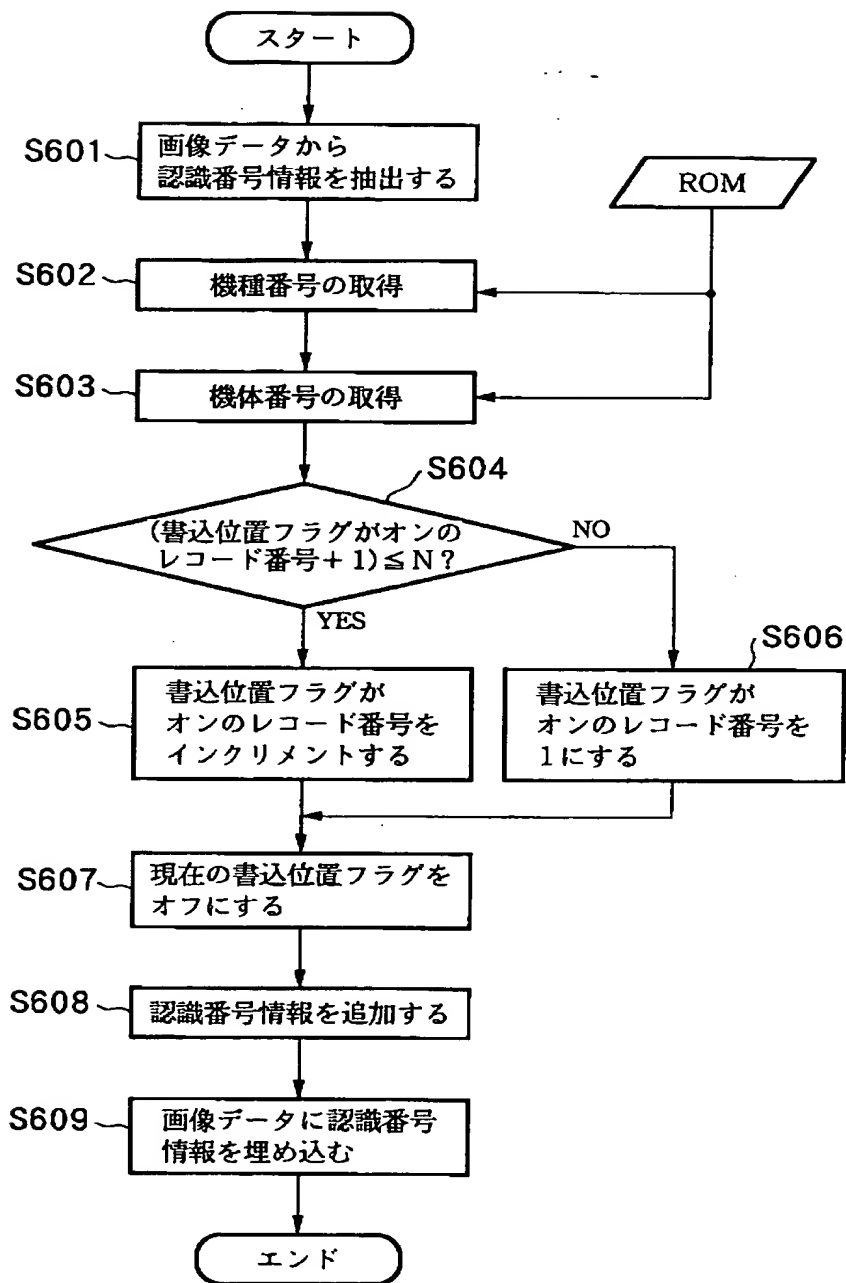 スタート
S601
画像データから
認識番号情報を抽出する
ROM
S602
機種番号の取得
S603
機体番号の取得
S604
(書込位置フラグがオンの
レコード番号+1)≦N?
NO
YES
S605
書込位置フラグが
オンのレコード番号を
インクリメントする
S606
書込位置フラグが
オンのレコード番号を
1にする
S607
現在の書込位置フラグを
オフにする
S608
認識番号情報を追加する
S609
画像データに認識番号
情報を埋め込む
エンド